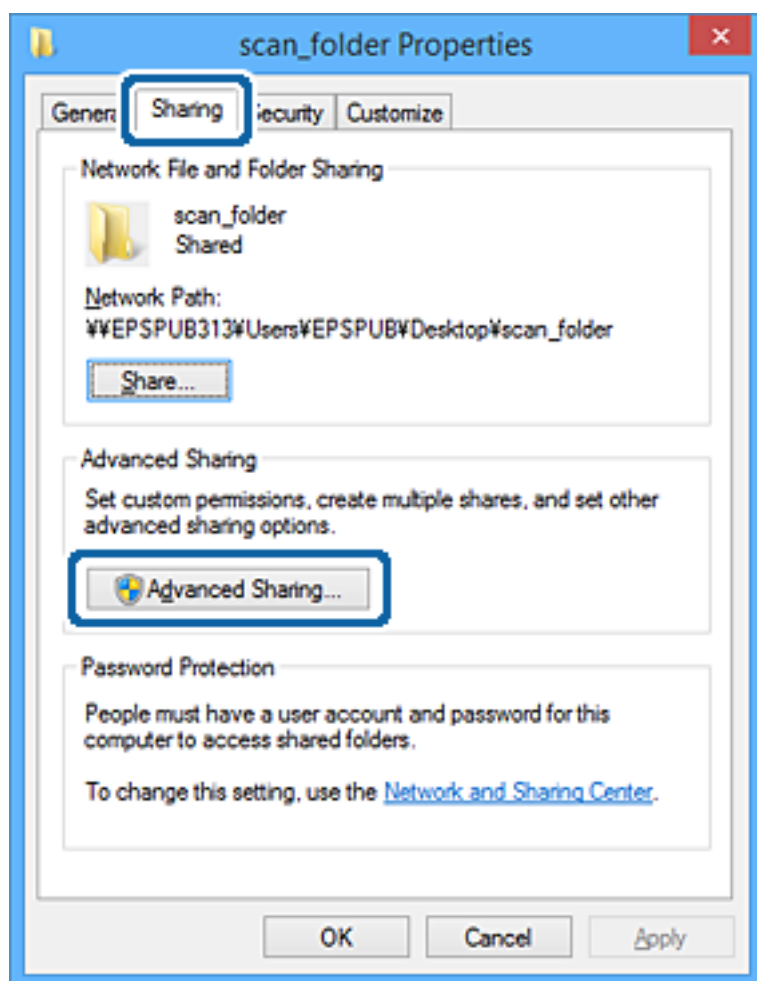 scan_folder Properties
General Sharing Security Customize
Network File and Folder Sharing
scan_folder
Shared
Network Path:
¥¥EPSPUB313¥Users¥EPSPUB¥Desktop¥scan_folder
Share...
Advanced Sharing
Set custom permissions, create multiple shares, and set other
advanced sharing options.
Advanced Sharing...
Password Protection
People must have a user account and password for this
computer to access shared folders.
To change this setting, use the Network and Sharing Center.
OK Cancel Apply